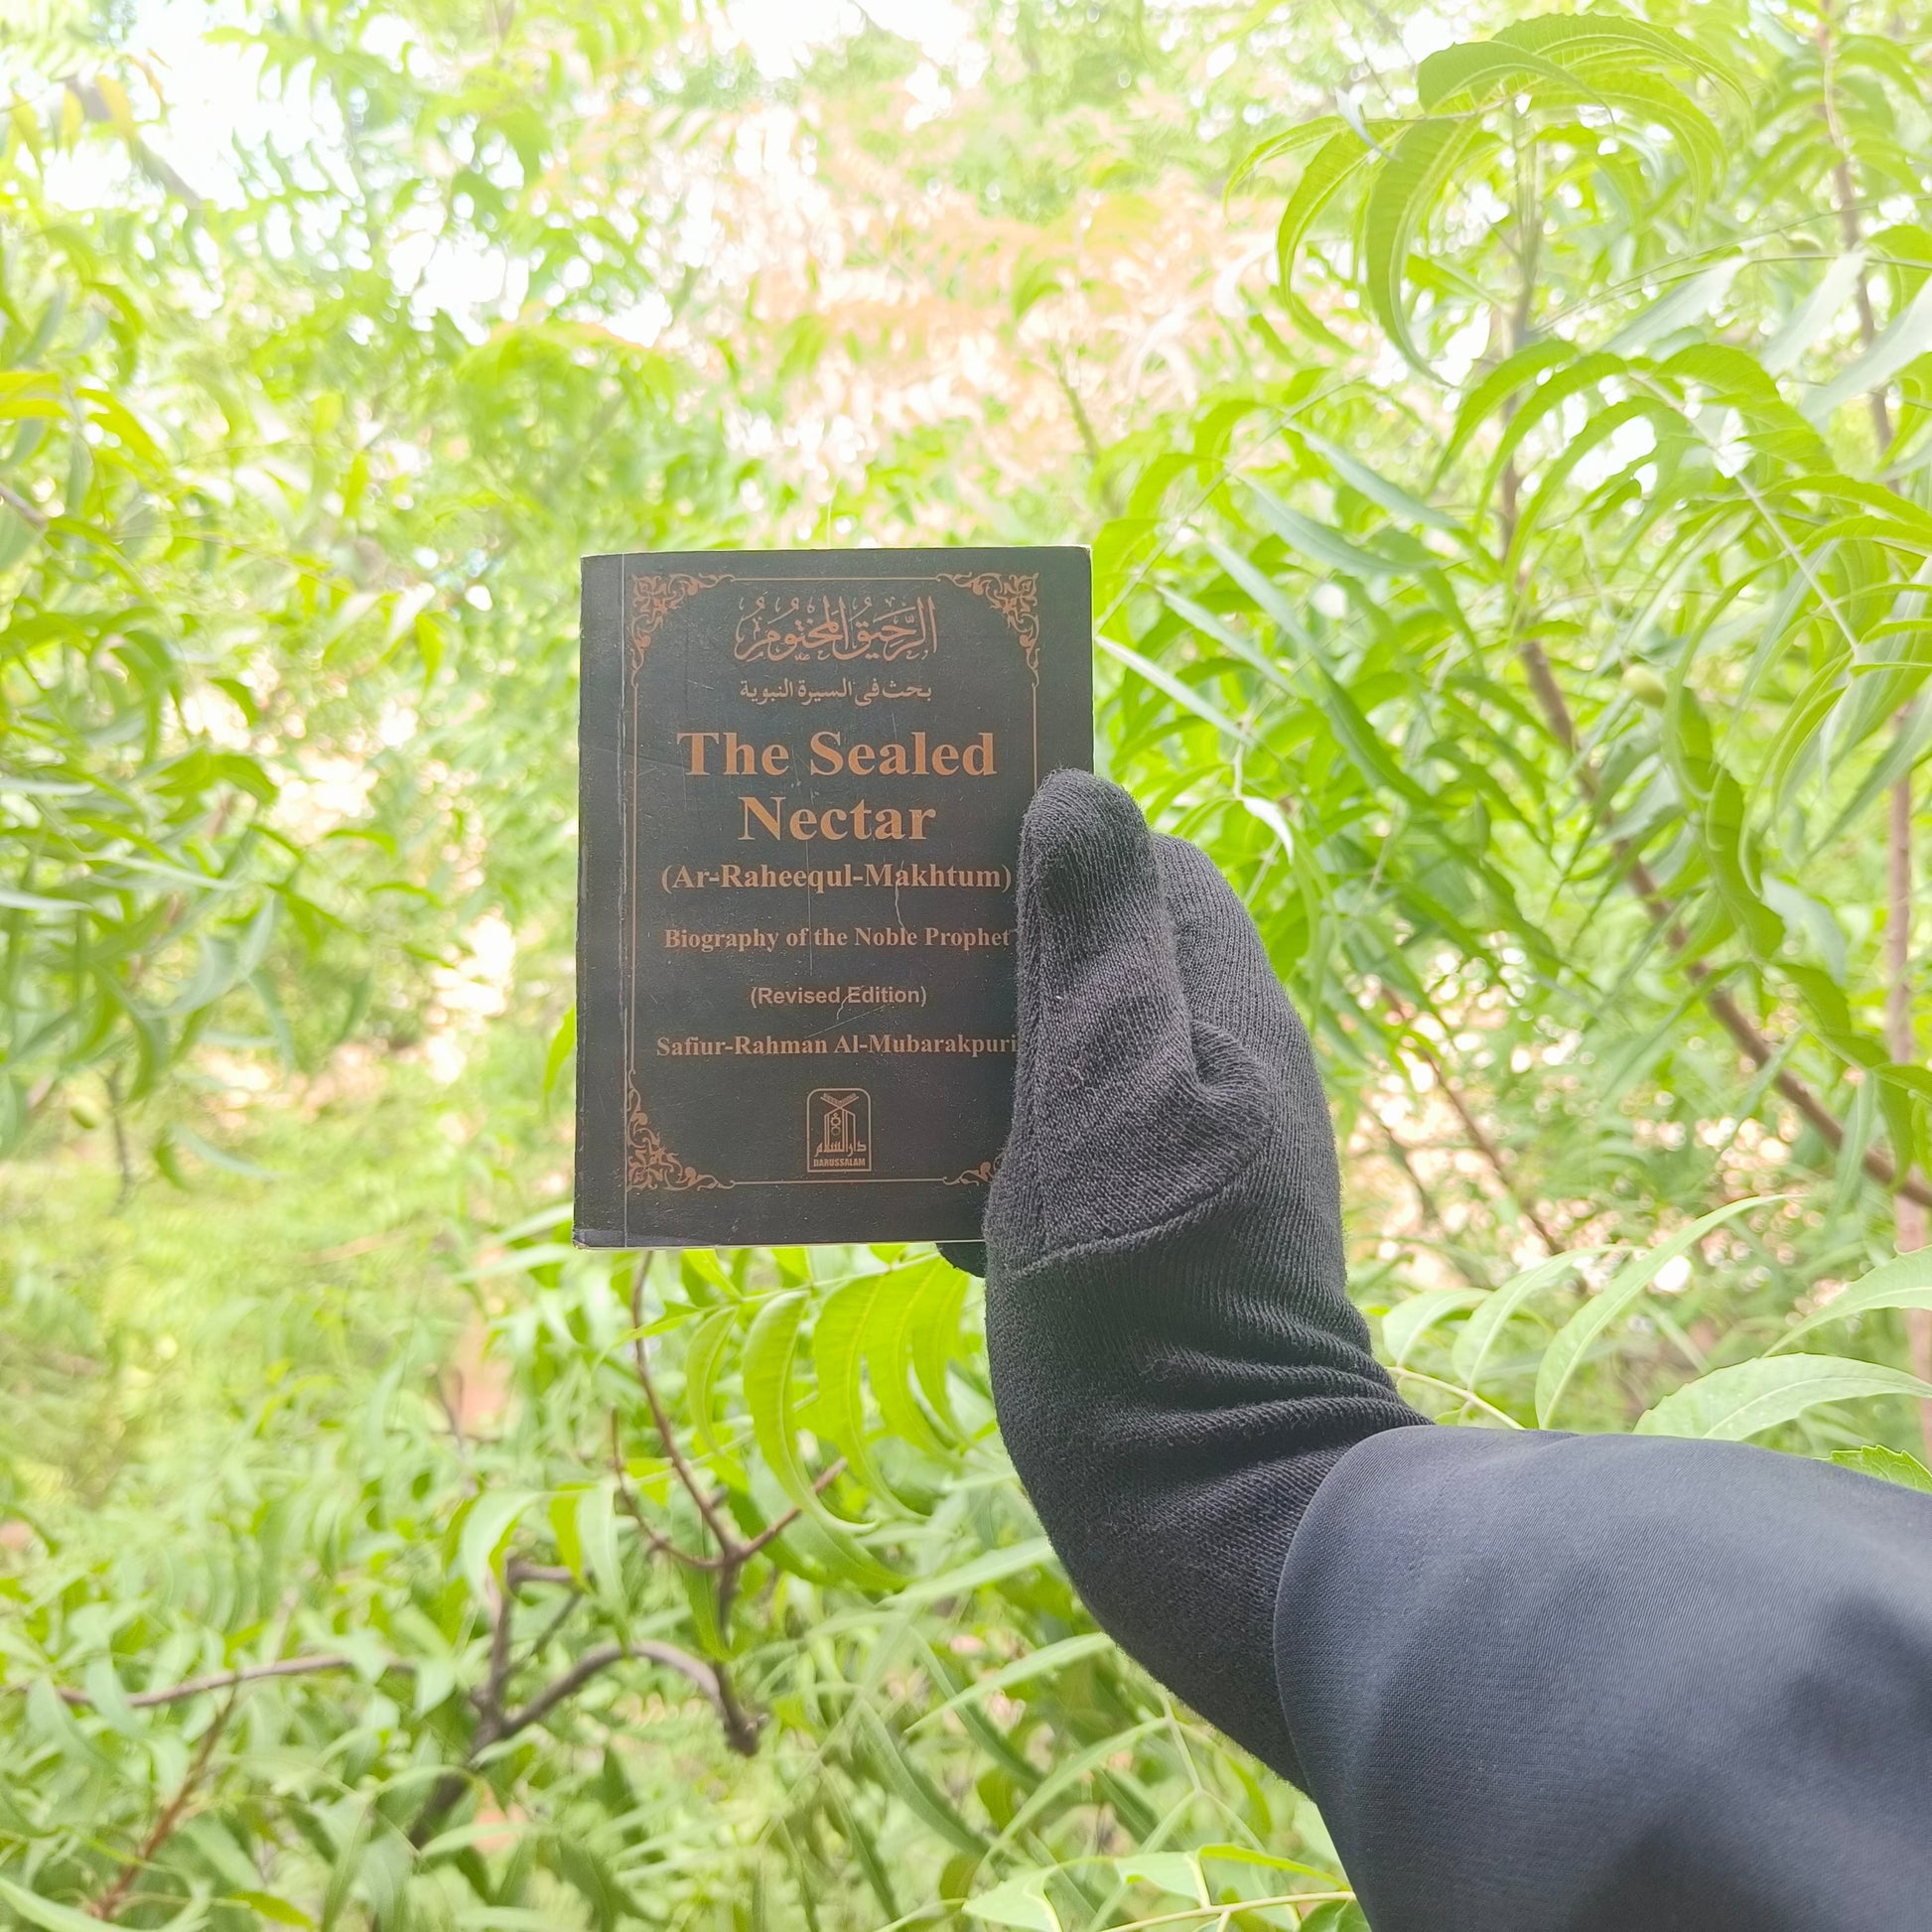 الرحيق المختوم
بحث في السيرة النبوية
The Sealed
Nectar
(Ar-Raheequl-Makhtum)
Biography of the Noble Prophet
(Revised Edition)
Safiur-Rahman Al-Mubarakpuri
دار السلام
DARUSSALAM